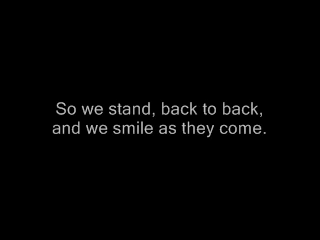 So we stand, back to back,
and we smile as they come.